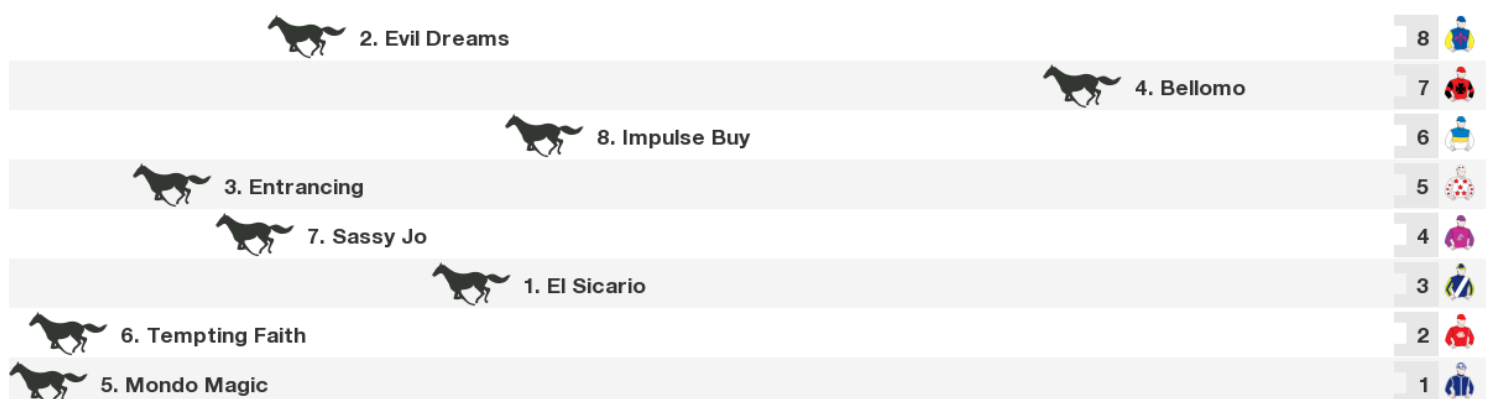 2. Evil Dreams 8
4. Bellomo 7
8. Impulse Buy 6
3. Entrancing 5
7. Sassy Jo 4
1. El Sicario 3
6. Tempting Faith 2
5. Mondo Magic 1